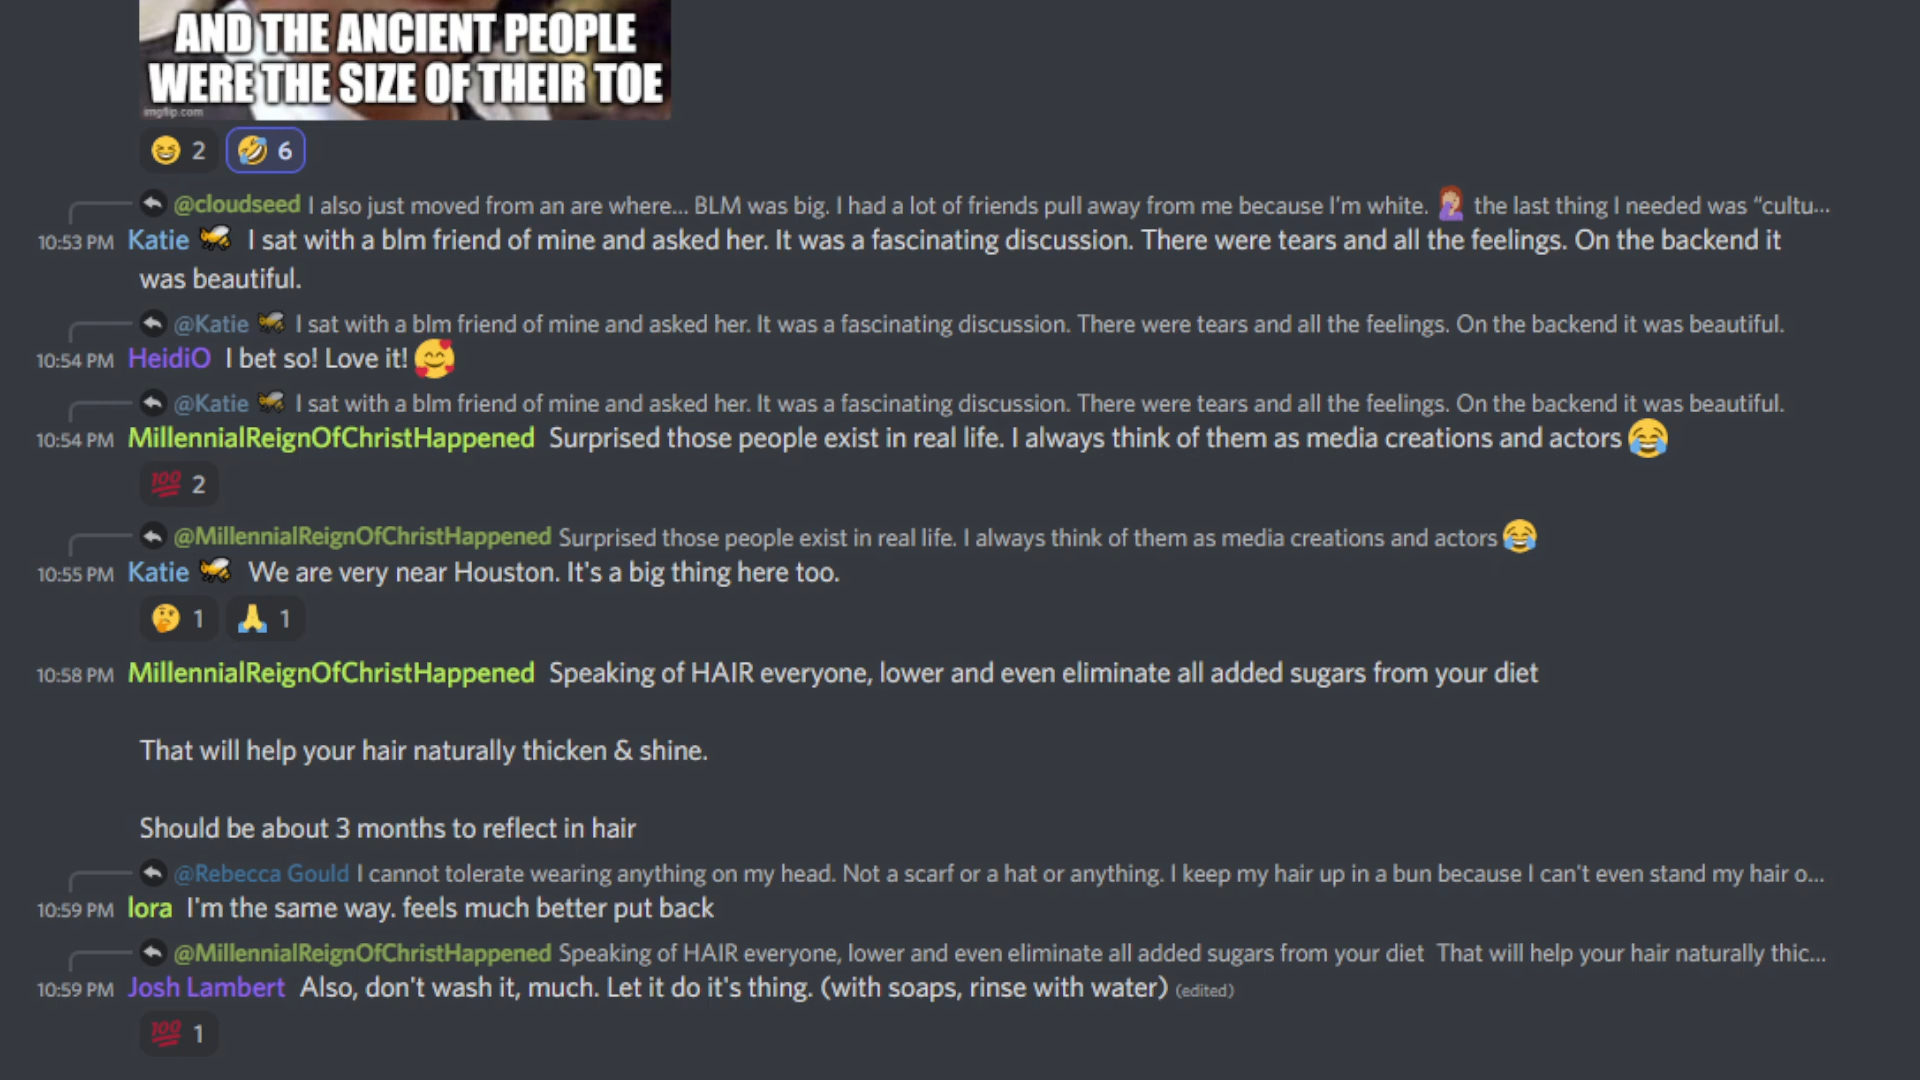 AND THE ANCIENT PEOPLE
WERE THE SIZE OF THEIR TOE
imgflip.com
😆 2 🤣 6
@cloudseed I also just moved from an are where... BLM was big. I had a lot of friends pull away from me because I'm white. 🤦🏼‍♀️ the last thing I needed was “cultu...
10:53 PM Katie 🐝 I sat with a blm friend of mine and asked her. It was a fascinating discussion. There were tears and all the feelings. On the backend it
was beautiful.
@Katie 🐝 I sat with a blm friend of mine and asked her. It was a fascinating discussion. There were tears and all the feelings. On the backend it was beautiful.
10:54 PM HeidiO I bet so! Love it! 🥰
@Katie 🐝 I sat with a blm friend of mine and asked her. It was a fascinating discussion. There were tears and all the feelings. On the backend it was beautiful.
10:54 PM MillennialReignOfChristHappened Surprised those people exist in real life. I always think of them as media creations and actors 😂
💯 2
@MillennialReignOfChristHappened Surprised those people exist in real life. I always think of them as media creations and actors 😂
10:55 PM Katie 🐝 We are very near Houston. It's a big thing here too.
🤔 1 🙏 1
10:58 PM MillennialReignOfChristHappened Speaking of HAIR everyone, lower and even eliminate all added sugars from your diet
That will help your hair naturally thicken & shine.
Should be about 3 months to reflect in hair
@Rebecca Gould I cannot tolerate wearing anything on my head. Not a scarf or a hat or anything. I keep my hair up in a bun because I can't even stand my hair o...
10:59 PM lora I'm the same way. feels much better put back
@MillennialReignOfChristHappened Speaking of HAIR everyone, lower and even eliminate all added sugars from your diet That will help your hair naturally thic...
10:59 PM Josh Lambert Also, don't wash it, much. Let it do it's thing. (with soaps, rinse with water) (edited)
💯 1